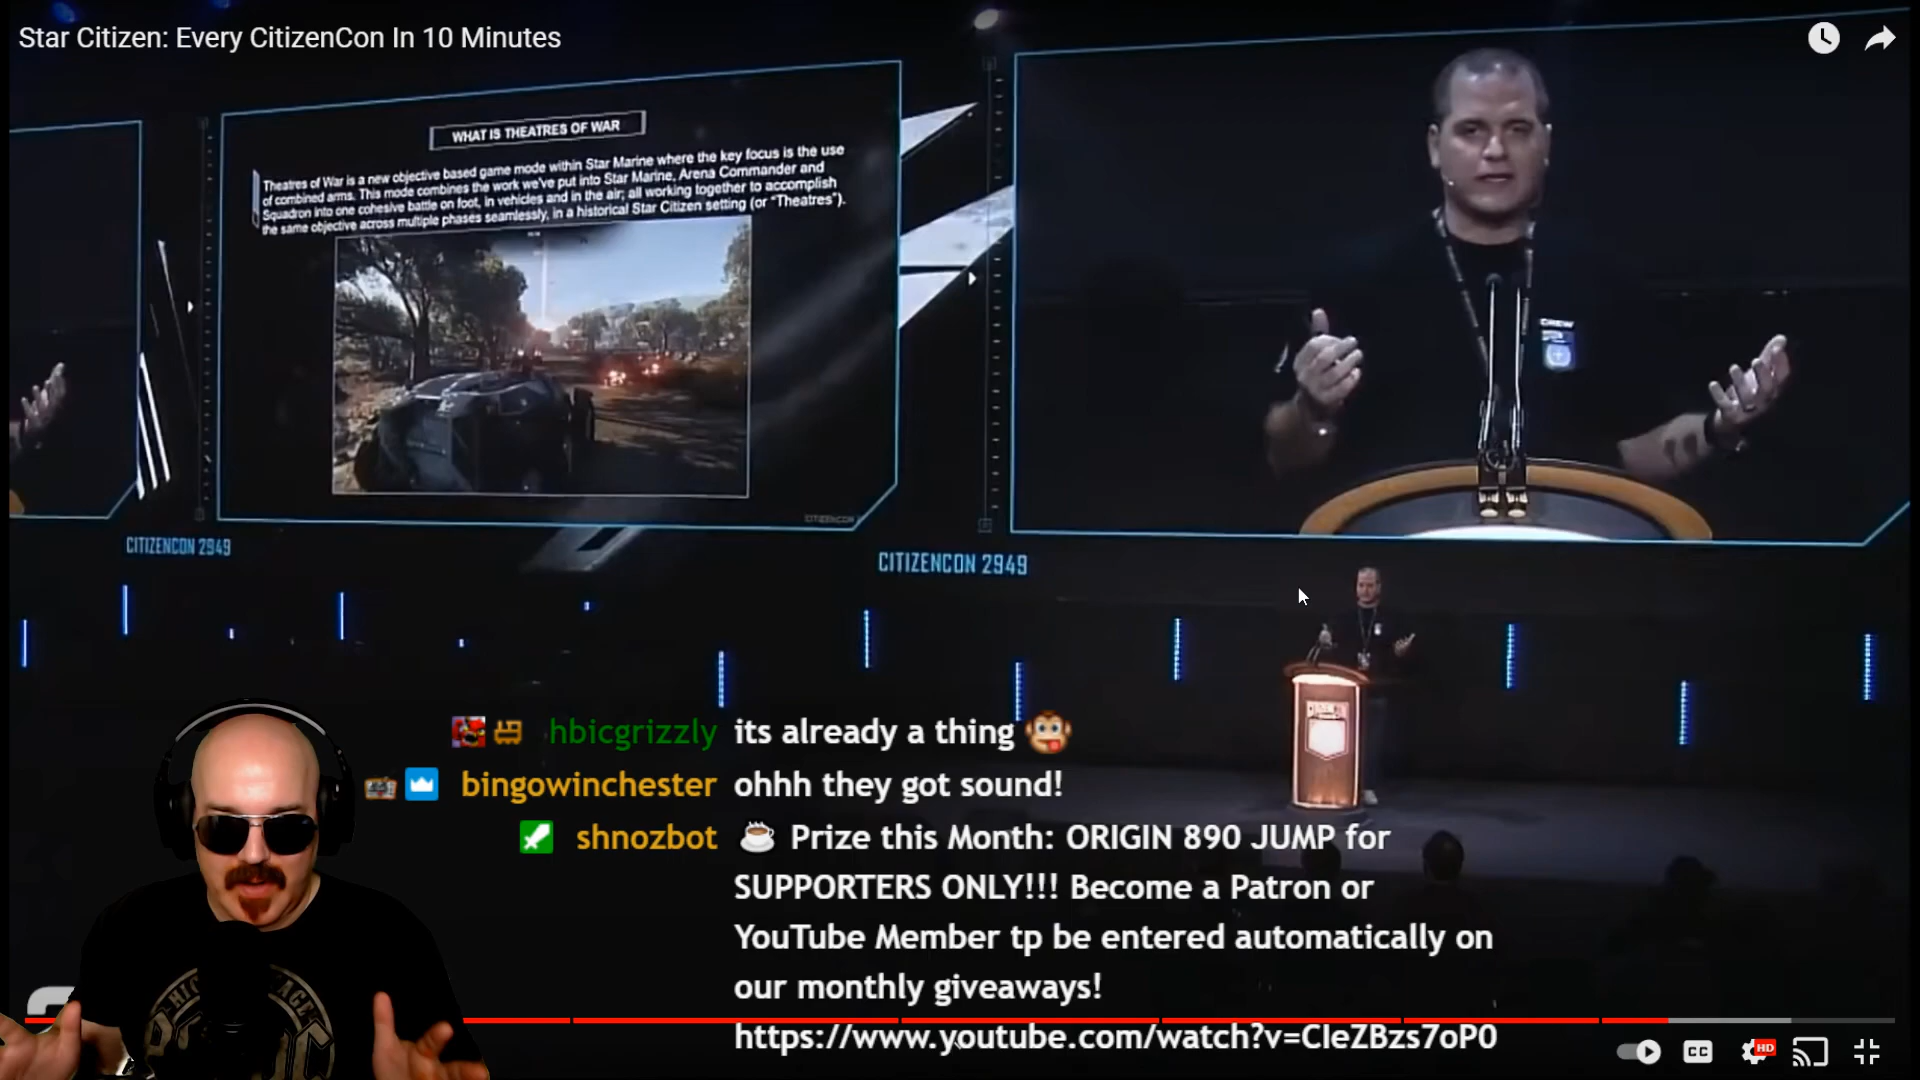 Star Citizen: Every CitizenCon In 10 Minutes
WHAT IS THEATRES OF WAR
Theatres of War is a new objective based game mode within Star Marine where the key focus is the use
of combined arms. This mode combines the work we've put into Star Marine, Arena Commander and
Squadron into one cohesive battle on foot, in vehicles and in the air; all working together to accomplish
the same objective across multiple phases seamlessly, in a historical Star Citizen setting (or "Theatres").
CREW
CITIZENCON
CITIZENCON 2949
CITIZENCON 2949
hbicgrizzly its already a thing
bingowinchester ohhh they got sound!
shnozbot Prize this Month: ORIGIN 890 JUMP for
SUPPORTERS ONLY!!! Become a Patron or
YouTube Member tp be entered automatically on
our monthly giveaways!
https://www.youtube.com/watch?v=CIeZBzs7oP0
CC
HD